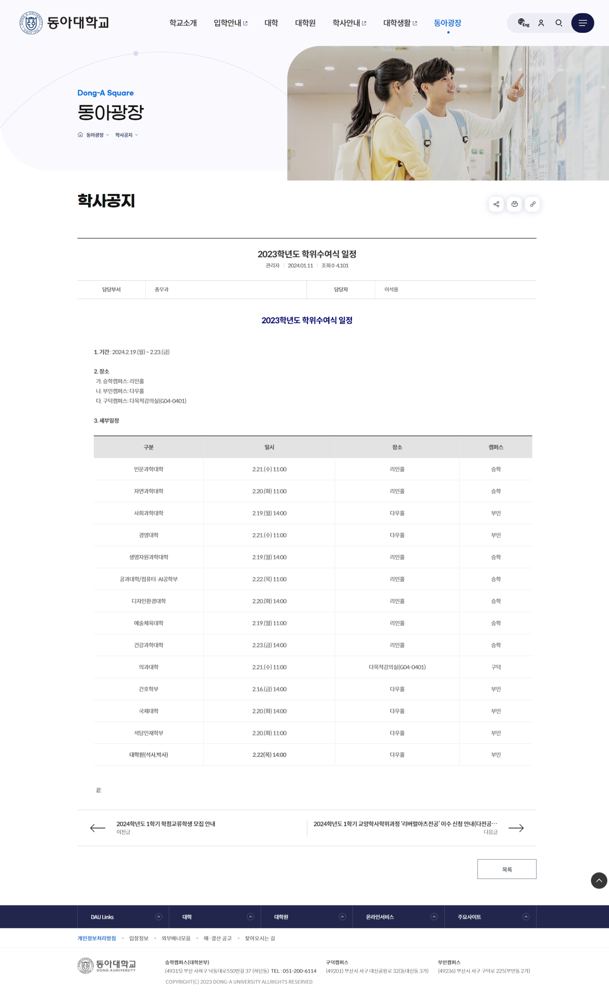 동아대학교
학교소개 입학안내 대학 대학원 학사안내 대학생활 동아광장
Eng
Dong-A Square
동아광장
동아광장 학사공지
학사공지
2023학년도 학위수여식 일정
관리자 2024.01.11 조회수 4,101
담당부서 총무과 담당자 이석용
2023학년도 학위수여식 일정
1. 기간 : 2024.2.19.(월) ~ 2.23.(금)
2. 장소
가. 승학캠퍼스: 리인홀
나. 부민캠퍼스: 다우홀
다. 구덕캠퍼스: 다목적강의실(G04-0401)
3. 세부일정
구분 일시 장소 캠퍼스
인문과학대학 2.21.(수) 11:00 리인홀 승학
자연과학대학 2.20.(화) 11:00 리인홀 승학
사회과학대학 2.19.(월) 14:00 다우홀 부민
경영대학 2.21.(수) 11:00 다우홀 부민
생명자원과학대학 2.19.(월) 14:00 리인홀 승학
공과대학/컴퓨터·AI공학부 2.22.(목) 11:00 리인홀 승학
디자인환경대학 2.20.(화) 14:00 리인홀 승학
예술체육대학 2.19.(월) 11:00 리인홀 승학
건강과학대학 2.23.(금) 14:00 리인홀 승학
의과대학 2.21.(수) 11:00 다목적강의실(G04-0401) 구덕
간호학부 2.16.(금) 14:00 다우홀 부민
국제대학 2.20.(화) 14:00 다우홀 부민
석당인재학부 2.20.(화) 11:00 다우홀 부민
대학원(석사,박사) 2.22(목) 14:00 다우홀 부민
끝.
2024학년도 1학기 학점교류학생 모집 안내
이전글
2024학년도 1학기 교양학사학위과정 ‘리버럴아츠전공’ 이수 신청 안내(다전공…
다음글
목록
DAU Links 대학 대학원 온라인서비스 주요사이트
개인정보처리방침 입찰정보 외부배너모음 예·결산 공고 찾아오시는 길
동아대학교
DONG-A UNIVERSITY
승학캠퍼스(대학본부)
(49315) 부산 사하구 낙동대로550번길 37 (하단동) TEL : 051-200-6114
구덕캠퍼스
(49201) 부산시 서구 대신공원로 32(동대신동 3가)
부민캠퍼스
(49236) 부산시 서구 구덕로 225(부민동 2가)
COPYRIGHT(C) 2023 DONG-A UNIVERSITY ALLRIGHTS RESERVED.